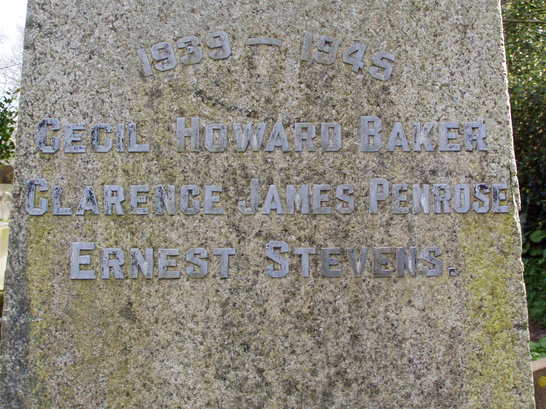 1939 – 1945
CECIL HOWARD BAKER
CLARENCE JAMES PENROSE
ERNEST STEVENS.